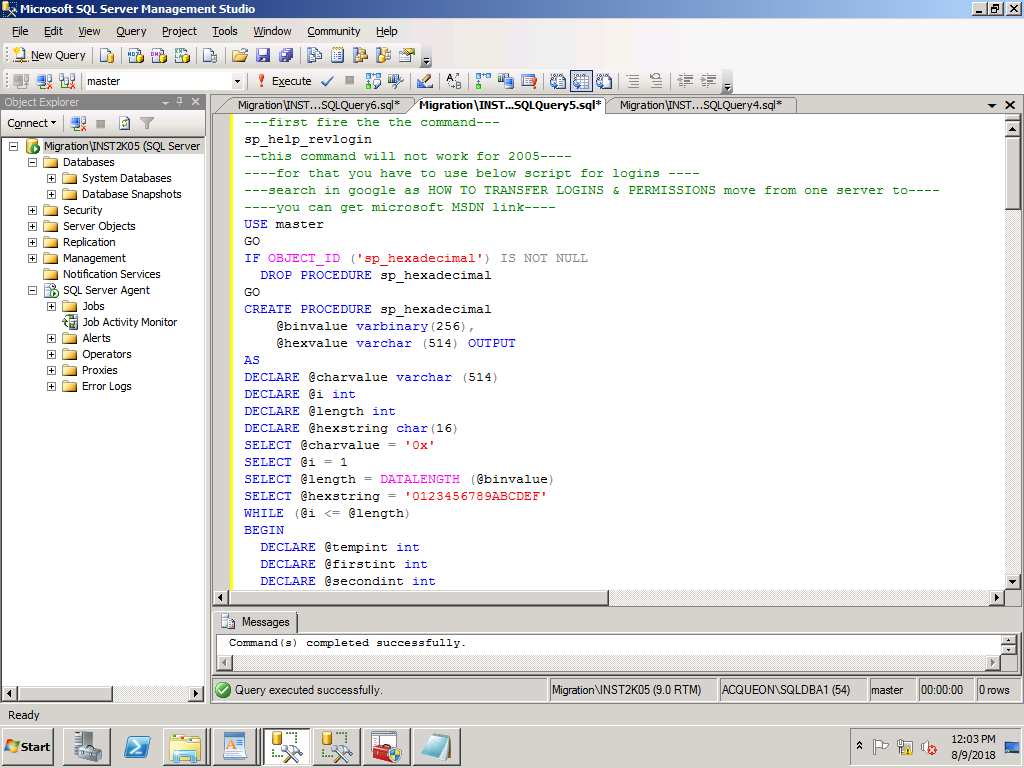 Microsoft SQL Server Management Studio
File Edit View Query Project Tools Window Community Help
New Query
master
Execute
Object Explorer
Connect
Migration\INST2K05 (SQL Server
Databases
System Databases
Database Snapshots
Security
Server Objects
Replication
Management
Notification Services
SQL Server Agent
Jobs
Job Activity Monitor
Alerts
Operators
Proxies
Error Logs
Migration\INST...SQLQuery6.sql* Migration\INST...SQLQuery5.sql* Migration\INST...SQLQuery4.sql*
---first fire the the command---
sp_help_revlogin
--this command will not work for 2005----
----for that you have to use below script for logins ----
---search in google as HOW TO TRANSFER LOGINS & PERMISSIONS move from one server to----
----you can get microsoft MSDN link----
USE master
GO
IF OBJECT_ID ('sp_hexadecimal') IS NOT NULL
DROP PROCEDURE sp_hexadecimal
GO
CREATE PROCEDURE sp_hexadecimal
@binvalue varbinary(256),
@hexvalue varchar (514) OUTPUT
AS
DECLARE @charvalue varchar (514)
DECLARE @i int
DECLARE @length int
DECLARE @hexstring char(16)
SELECT @charvalue = '0x'
SELECT @i = 1
SELECT @length = DATALENGTH (@binvalue)
SELECT @hexstring = '0123456789ABCDEF'
WHILE (@i <= @length)
BEGIN
DECLARE @tempint int
DECLARE @firstint int
DECLARE @secondint int
Messages
Command(s) completed successfully.
Query executed successfully. Migration\INST2K05 (9.0 RTM) ACQUEON\SQLDBA1 (54) master 00:00:00 0 rows
Ready
Start
12:03 PM
8/9/2018